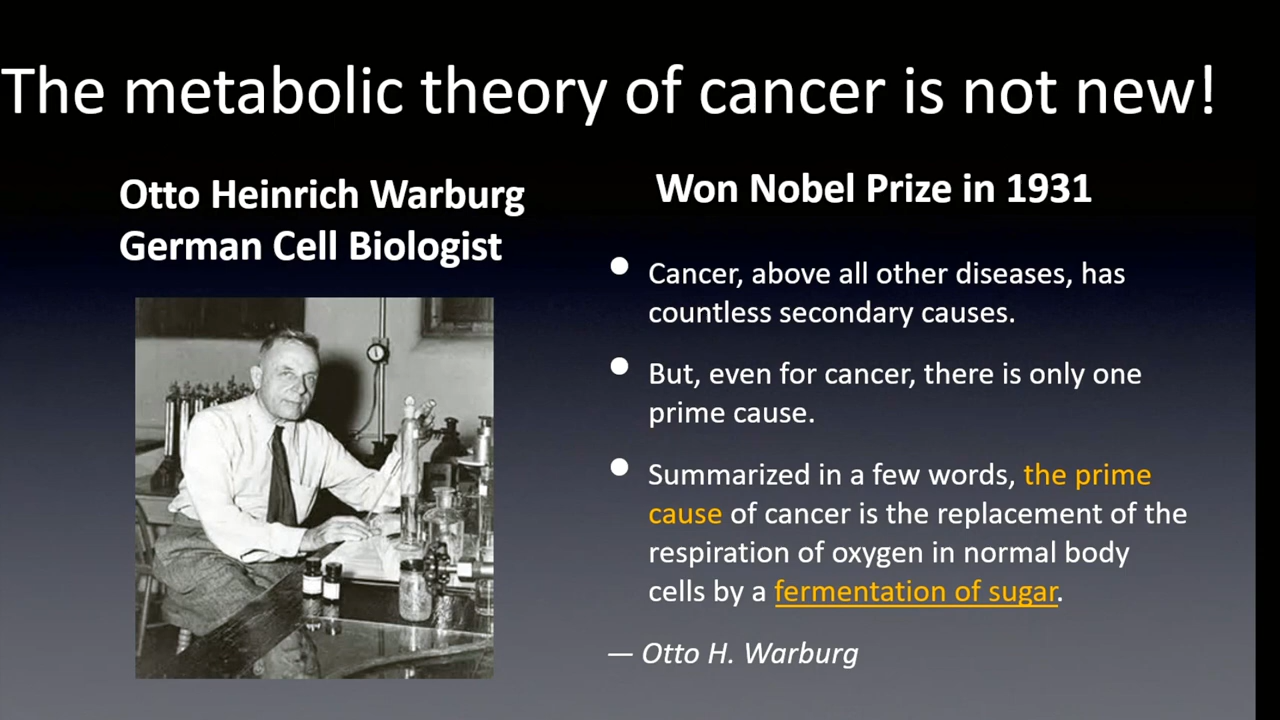 The metabolic theory of cancer is not new!
Otto Heinrich Warburg
German Cell Biologist
Won Nobel Prize in 1931
• Cancer, above all other diseases, has
countless secondary causes.
• But, even for cancer, there is only one
prime cause.
• Summarized in a few words, the prime
cause of cancer is the replacement of the
respiration of oxygen in normal body
cells by a fermentation of sugar.
— Otto H. Warburg